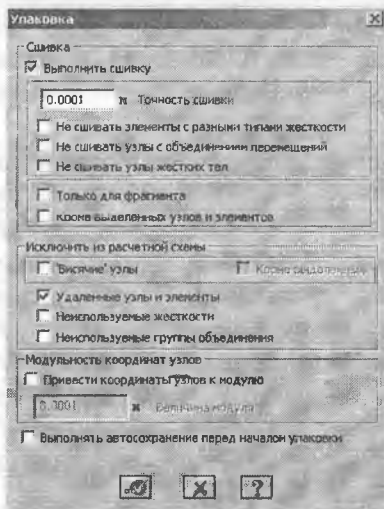 Упаковка
Сшивка
Выполнить сшивку
0.0001 м Точность сшивки
Не сшивать элементы с разными типами жесткости
Не сшивать узлы с объединением перемещений
Не сшивать узлы жестких тел
Только для фрагмента
Кроме выделенных узлов и элементов
Исключить из расчетной схемы
"Висячие" узлы
Кроме выделенных
Удаленные узлы и элементы
Неиспользуемые жесткости
Неиспользуемые группы объединения
Модульность координат узлов
Привести координаты узлов к модулю
0.0001 м Величина модуля
Выполнять автосохранение перед началом упаковки
?